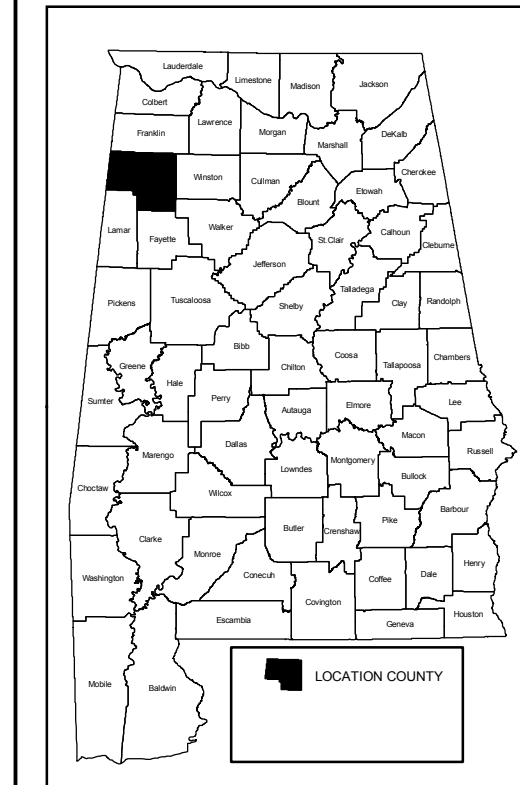 Lauderdale
Limestone
Madison
Jackson
Colbert
Lawrence
Franklin
Morgan
Marshall
DeKalb
Cherokee
Winston
Cullman
Etowah
Blount
Lamar
Fayette
Walker
St.Clair
Calhoun
Cleburne
Jefferson
Talladega
Pickens
Tuscaloosa
Shelby
Clay
Randolph
Bibb
Chilton
Coosa
Tallapoosa
Chambers
Greene
Hale
Perry
Sumter
Autauga
Elmore
Lee
Macon
Dallas
Marengo
Lowndes
Montgomery
Russell
Bullock
Choctaw
Wilcox
Barbour
Butler
Crenshaw
Pike
Clarke
Monroe
Conecuh
Coffee
Dale
Henry
Washington
Covington
Escambia
Geneva
Houston
Mobile
Baldwin
LOCATION COUNTY